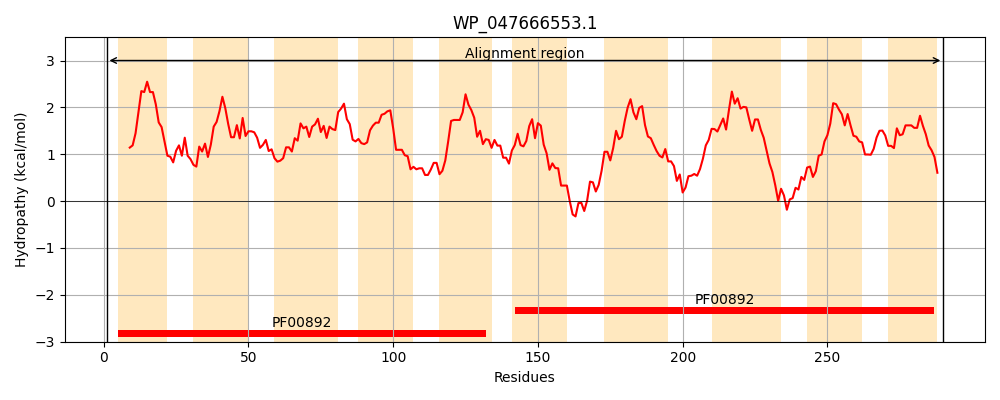 WP_047666553.1
Alignment region
Hydropathy (kcal/mol)
3
2
1
0
−1
−2
−3
PF00892
PF00892
0 50 100 150 200 250
Residues